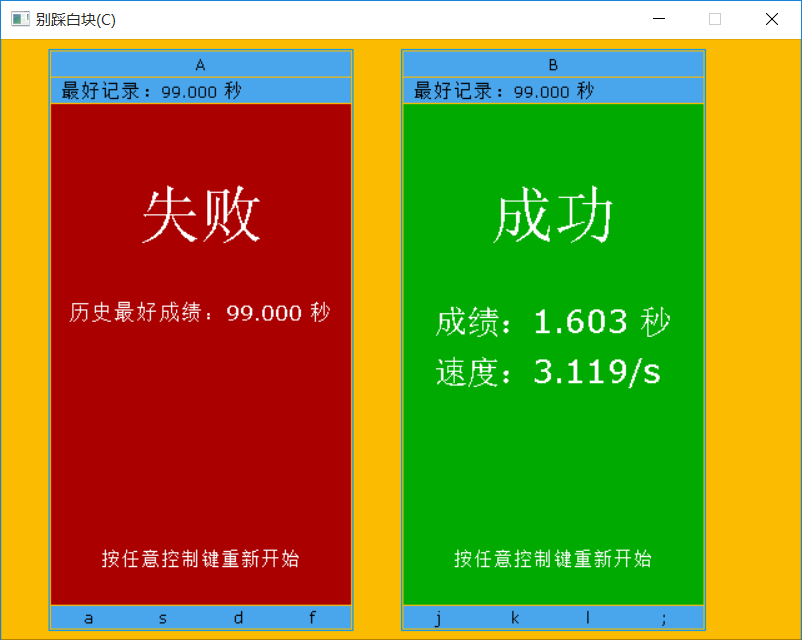 别踩白块(C)
A
最好记录：99.000 秒
失败
历史最好成绩：99.000 秒
按任意控制键重新开始
a s d f
B
最好记录：99.000 秒
成功
成绩：1.603 秒
速度：3.119/s
按任意控制键重新开始
j k l ;